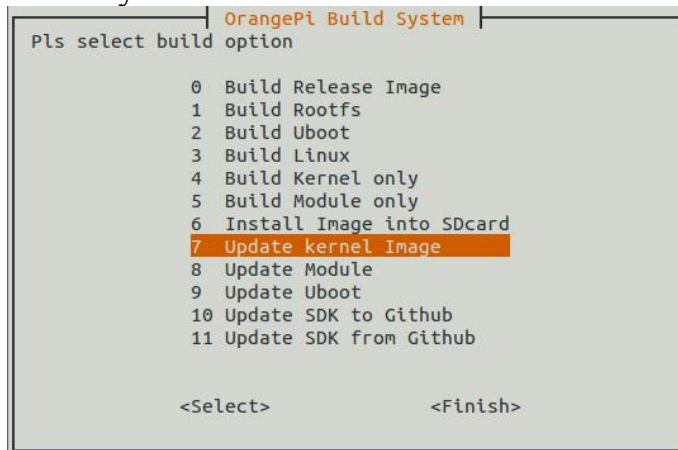 OrangePi Build System
Pls select build option
0 Build Release Image
1 Build Rootfs
2 Build Uboot
3 Build Linux
4 Build Kernel only
5 Build Module only
6 Install Image into SDcard
7 Update kernel Image
8 Update Module
9 Update Uboot
10 Update SDK to Github
11 Update SDK from Github
<Select> <Finish>